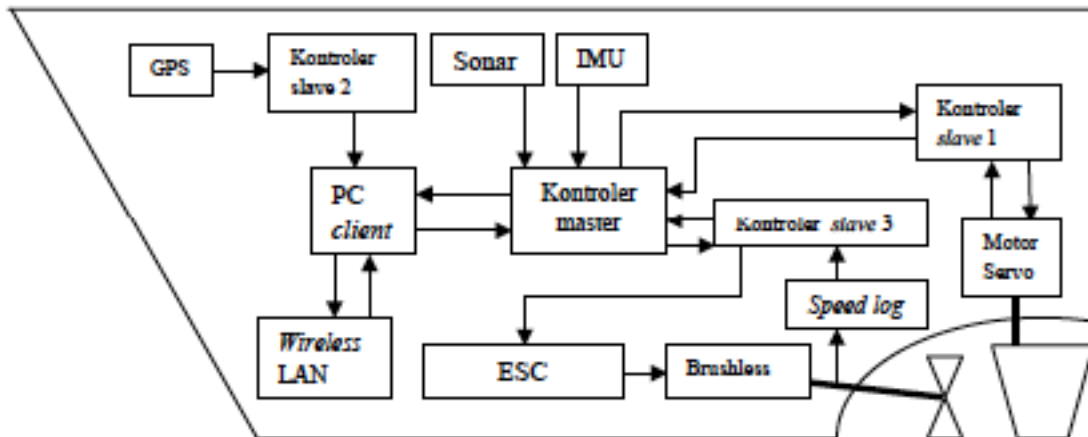 GPS
Kontroler
slave 2
Sonar
IMU
Kontroler
slave 1
PC
client
Kontroler
master
Kontroler slave 3
Motor
Servo
Speed log
Wireless
LAN
ESC
Brushless